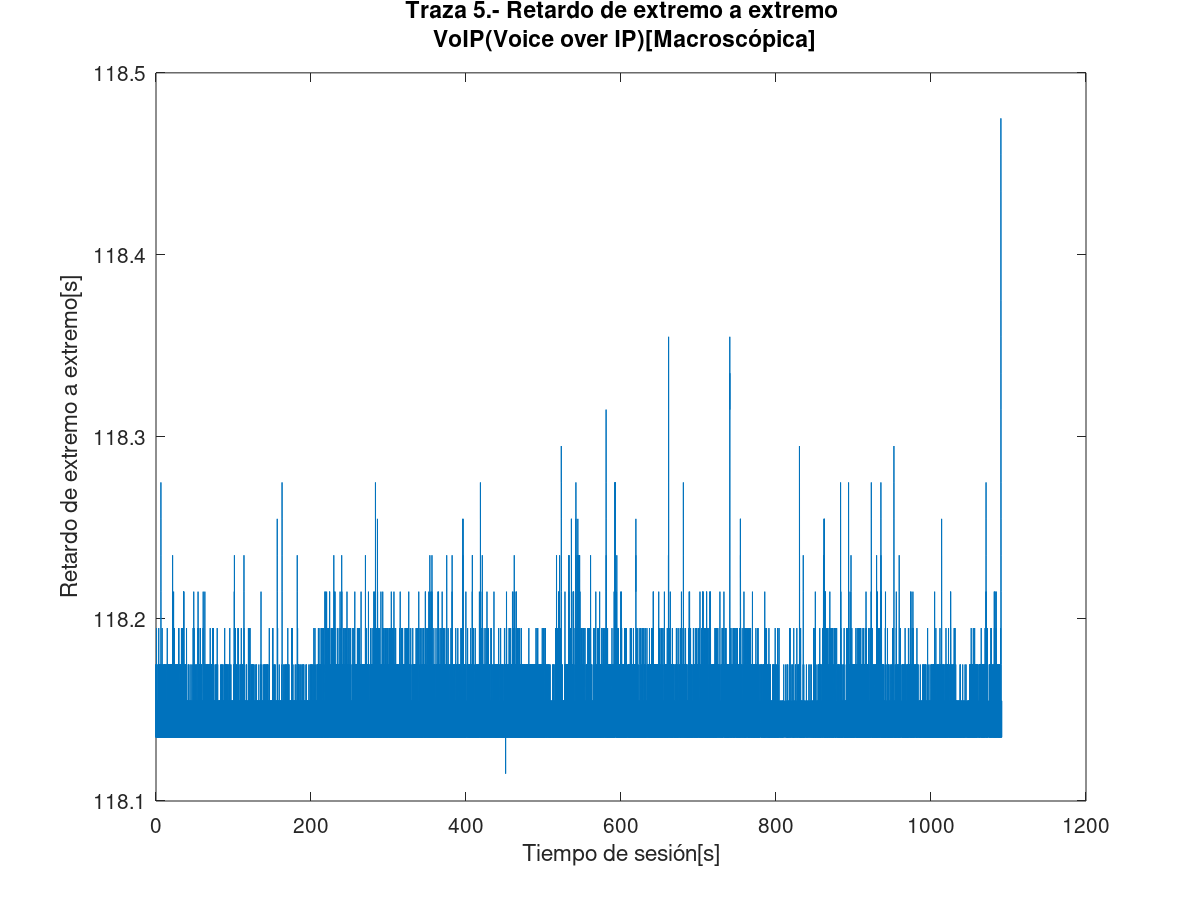 Traza 5.- Retardo de extremo a extremo
VoIP(Voice over IP)[Macroscópica]
118.5
118.4
118.3
118.2
118.1
Retardo de extremo a extremo[s]
0 200 400 600 800 1000 1200
Tiempo de sesión[s]